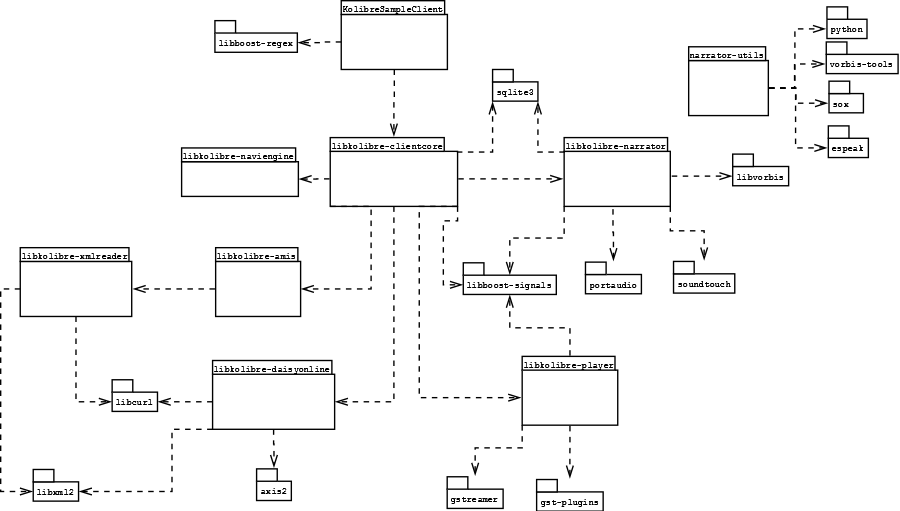 KolibreSampleClient
libboost-regex
python
narrator-utils
vorbis-tools
sqlite3
sox
libkolibre-clientcore
libkolibre-narrator
espeak
libkolibre-naviengine
libvorbis
libkolibre-xmlreader
libkolibre-amis
libboost-signals
portaudio
soundtouch
libkolibre-daisyonline
libkolibre-player
libcurl
libxml2
axis2
gstreamer
gst-plugins